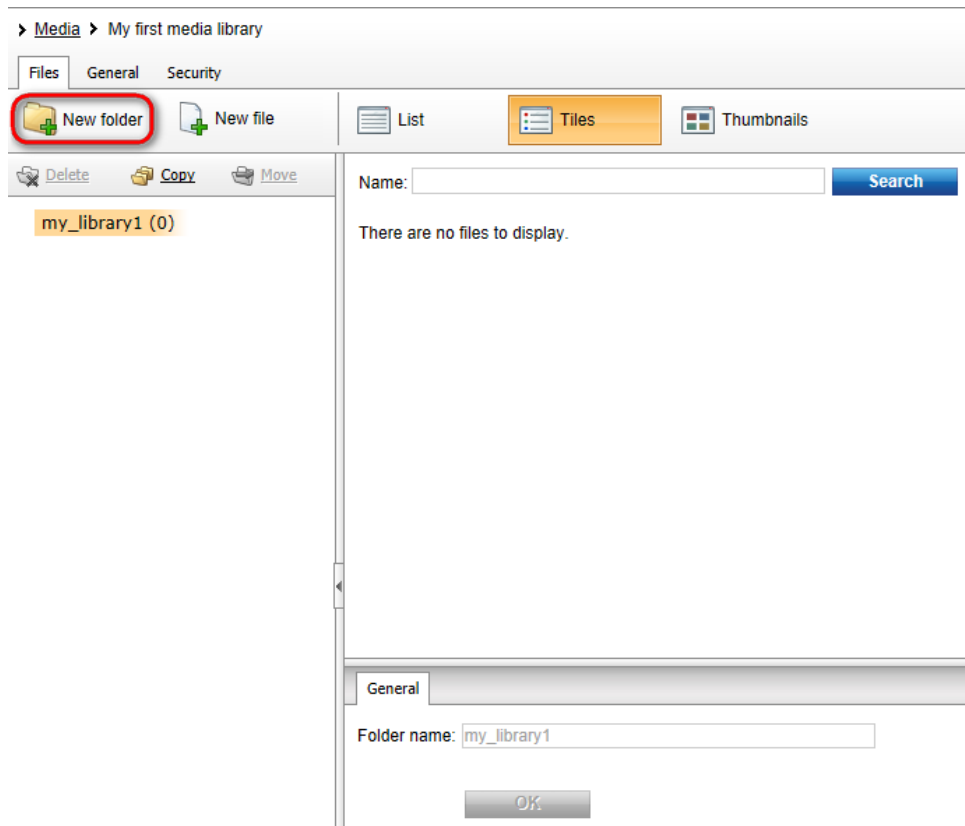 Media My first media library
Files General Security
New folder New file List Tiles Thumbnails
Delete Copy Move
Name: Search
my_library1 (0)
There are no files to display.
General
Folder name: my_library1
OK